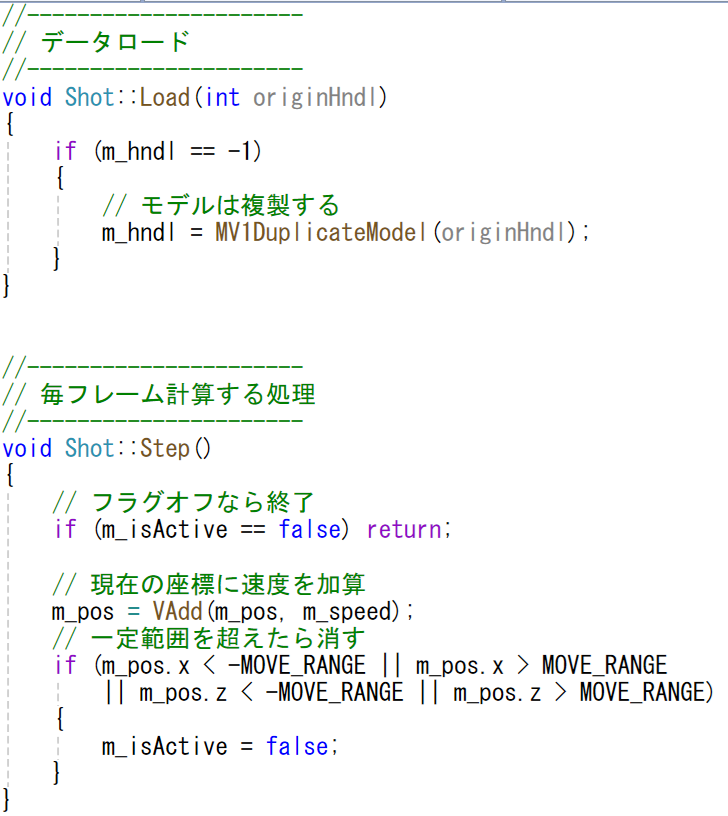 //----------------------
// データロード
//----------------------
void Shot::Load(int originHndl)
{
    if (m_hndl == -1)
    {
        // モデルは複製する
        m_hndl = MV1DuplicateModel(originHndl);
    }
}
//----------------------
// 毎フレーム計算する処理
//----------------------
void Shot::Step()
{
    // フラグオフなら終了
    if (m_isActive == false) return;
    // 現在の座標に速度を加算
    m_pos = VAdd(m_pos, m_speed);
    // 一定範囲を超えたら消す
    if (m_pos.x < -MOVE_RANGE || m_pos.x > MOVE_RANGE
        || m_pos.z < -MOVE_RANGE || m_pos.z > MOVE_RANGE)
    {
        m_isActive = false;
    }
}